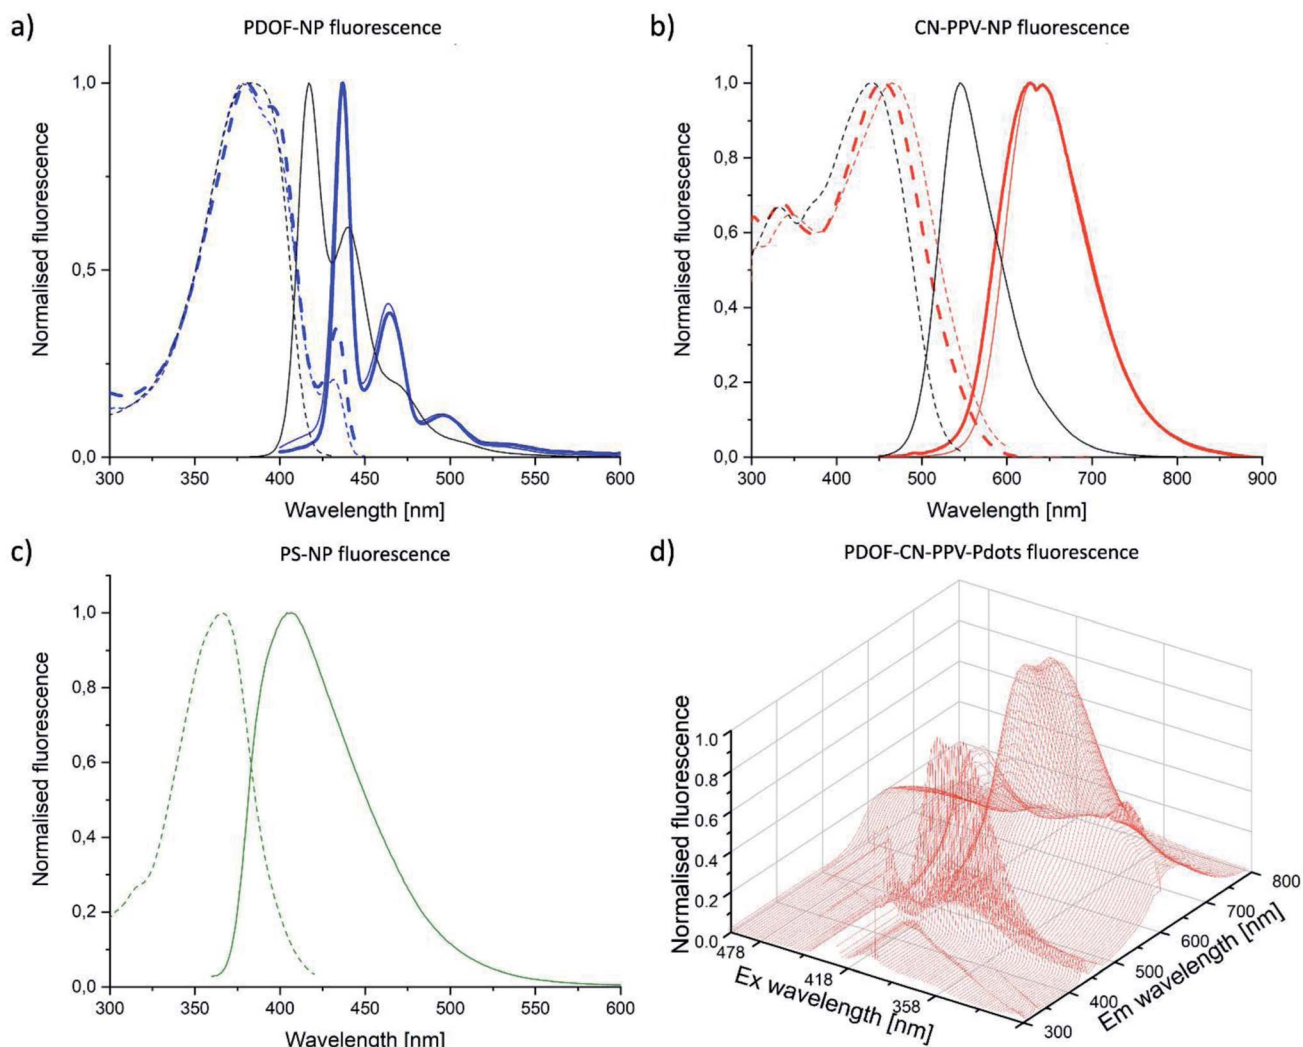 a)
PDOF-NP fluorescence
Normalised fluorescence
1,0
0,5
0,0
300 350 400 450 500 550 600
Wavelength [nm]
b)
CN-PPV-NP fluorescence
Normalised fluorescence
1,0
0,8
0,6
0,4
0,2
0,0
300 400 500 600 700 800 900
Wavelength [nm]
c)
PS-NP fluorescence
Normalised fluorescence
1,0
0,8
0,6
0,4
0,2
0,0
300 350 400 450 500 550 600
Wavelength [nm]
d)
PDOF-CN-PPV-Pdots fluorescence
Normalised fluorescence
1.0
0.8
0.6
0.4
0.2
0.0
478
418
358
Ex wavelength [nm]
300
400
500
600
700
800
Em wavelength [nm]